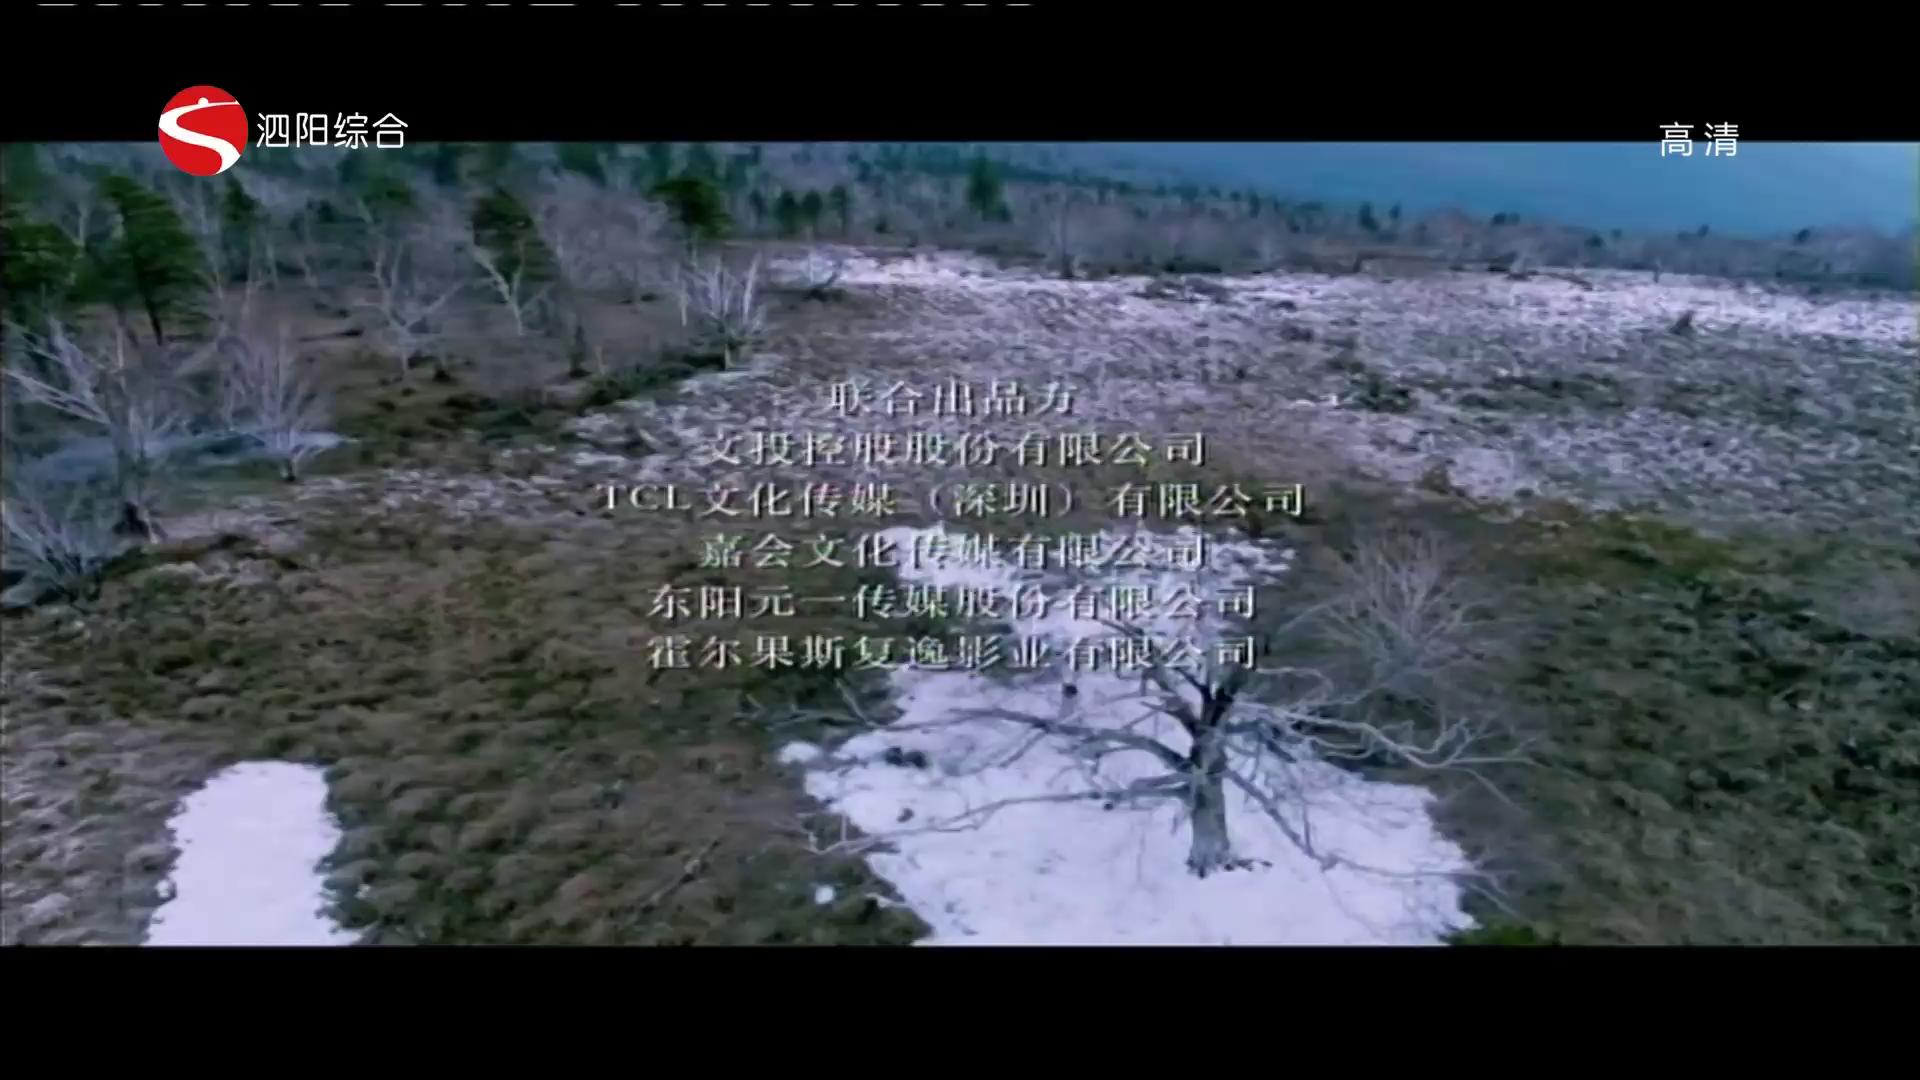 泗阳综合
高清
联合出品方
文投控股股份有限公司
TCL文化传媒（深圳）有限公司
嘉会文化传媒有限公司
东阳元一传媒股份有限公司
霍尔果斯复逸影业有限公司